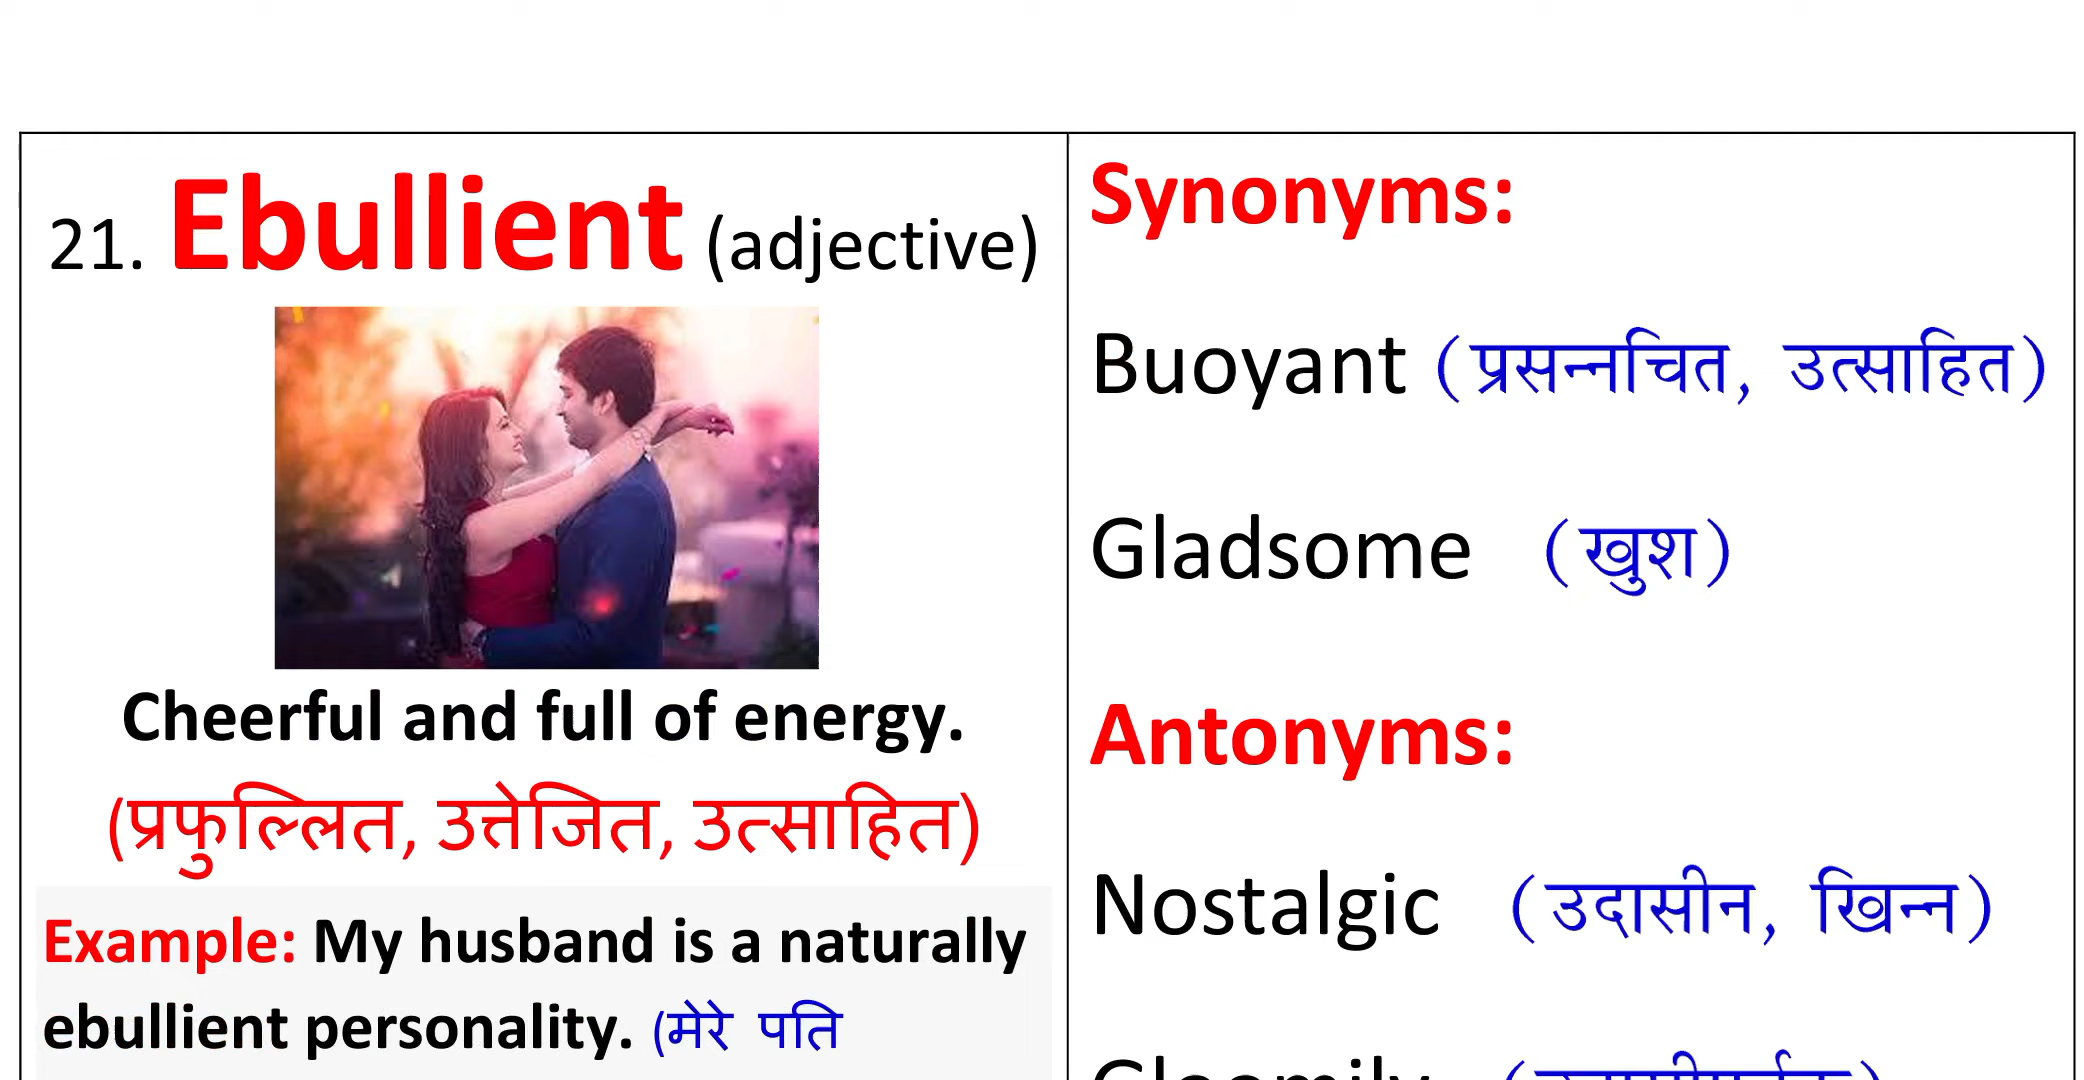 21. Ebullient (adjective)
Cheerful and full of energy.
(प्रफुल्लित, उत्तेजित, उत्साहित)
Example: My husband is a naturally
ebullient personality. (मेरे पति
Synonyms:
Buoyant (प्रसन्नचित, उत्साहित)
Gladsome (खुश)
Antonyms:
Nostalgic (उदासीन, खिन्न)
Gloomily